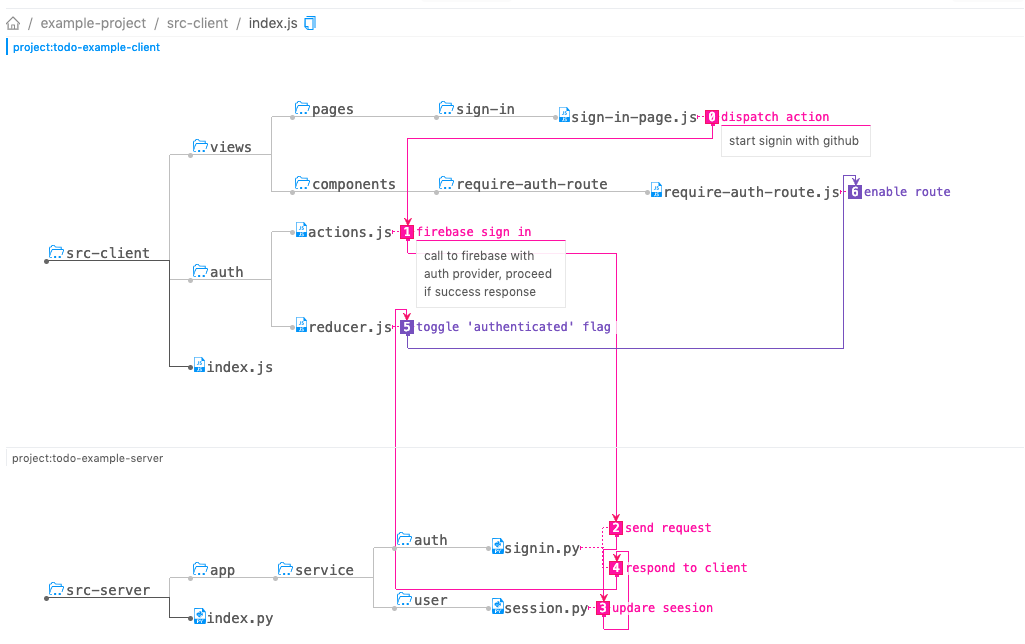 / example-project / src-client / index.js
project:todo-example-client
pages
sign-in
sign-in-page.js
0 dispatch action
start signin with github
views
components
require-auth-route
require-auth-route.js
6 enable route
actions.js
1 firebase sign in
call to firebase with
auth provider, proceed
if success response
src-client
auth
reducer.js
5 toggle 'authenticated' flag
index.js
project:todo-example-server
2 send request
auth
signin.py
4 respond to client
app
service
src-server
user
session.py
3 updare seesion
index.py